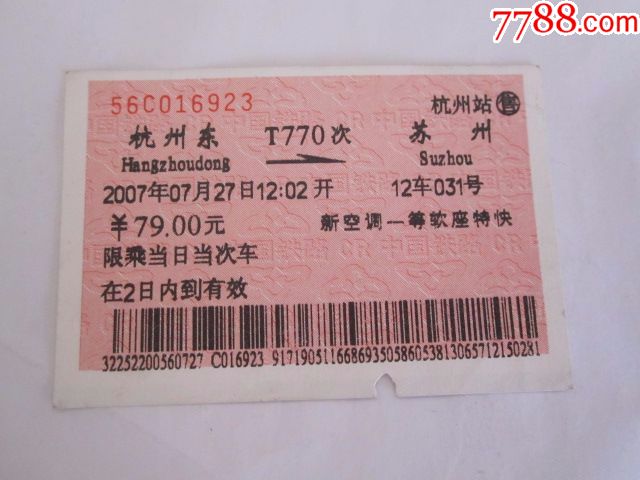 7788.com
56C016923 杭州站售
杭州东 T770次 苏州
Hangzhoudong Suzhou
2007年07月27日12:02开 12车031号
¥79.00元 新空调一等软座特快
限乘当日当次车
在2日内到有效
32252200560727 C016923 91719051166869350586053813065712150281